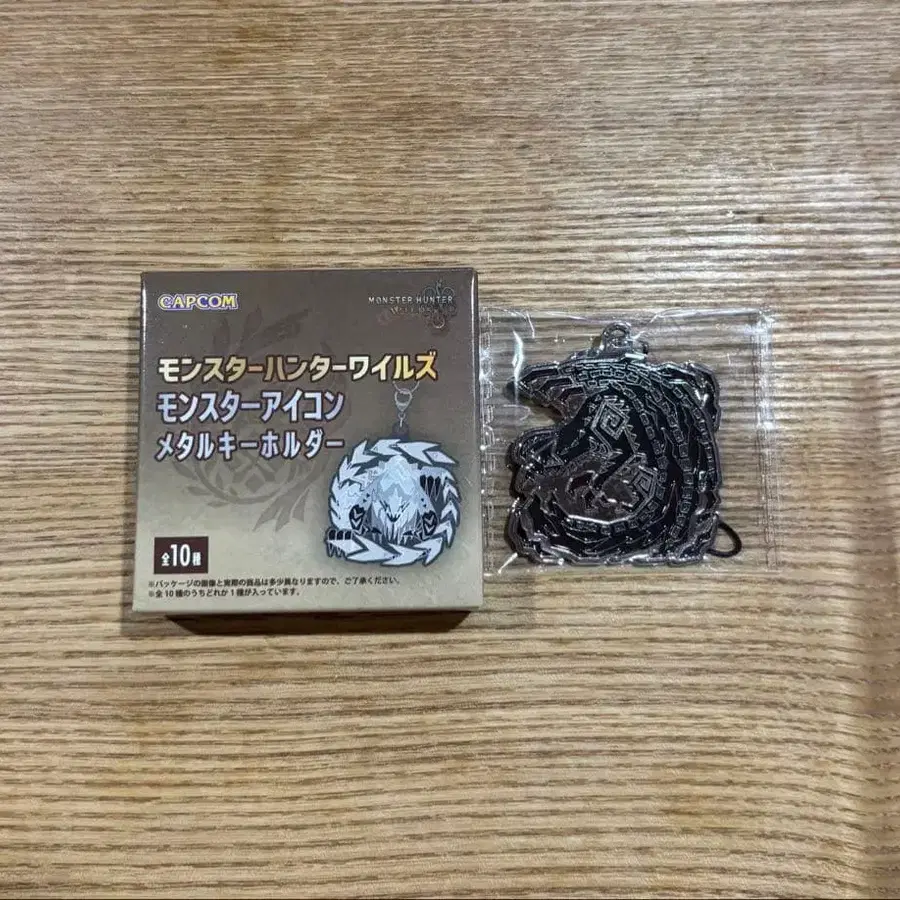 CAPCOM
MONSTER HUNTER
モンスターハンターワイルズ
モンスターアイコン
メタルキーホルダー
全10種
※パッケージの画像と実際の商品は多少異なりますので、ご了承ください。
※全10種のうちどれか1種が入っています。